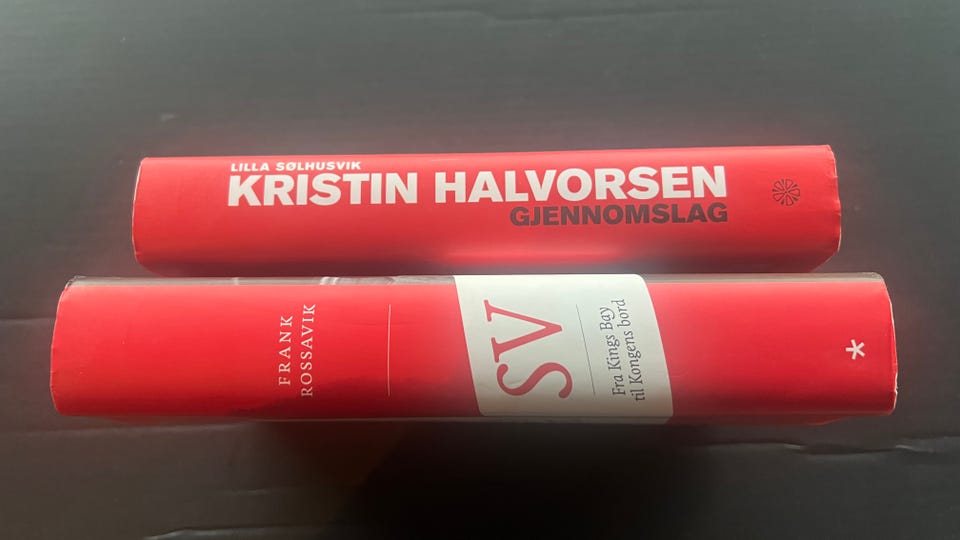 LILLA SØLHUSVIK
KRISTIN HALVORSEN
GJENNOMSLAG
FRANK
ROSSAVIK
SV
Fra Kings Bay
til Kongens bord
*